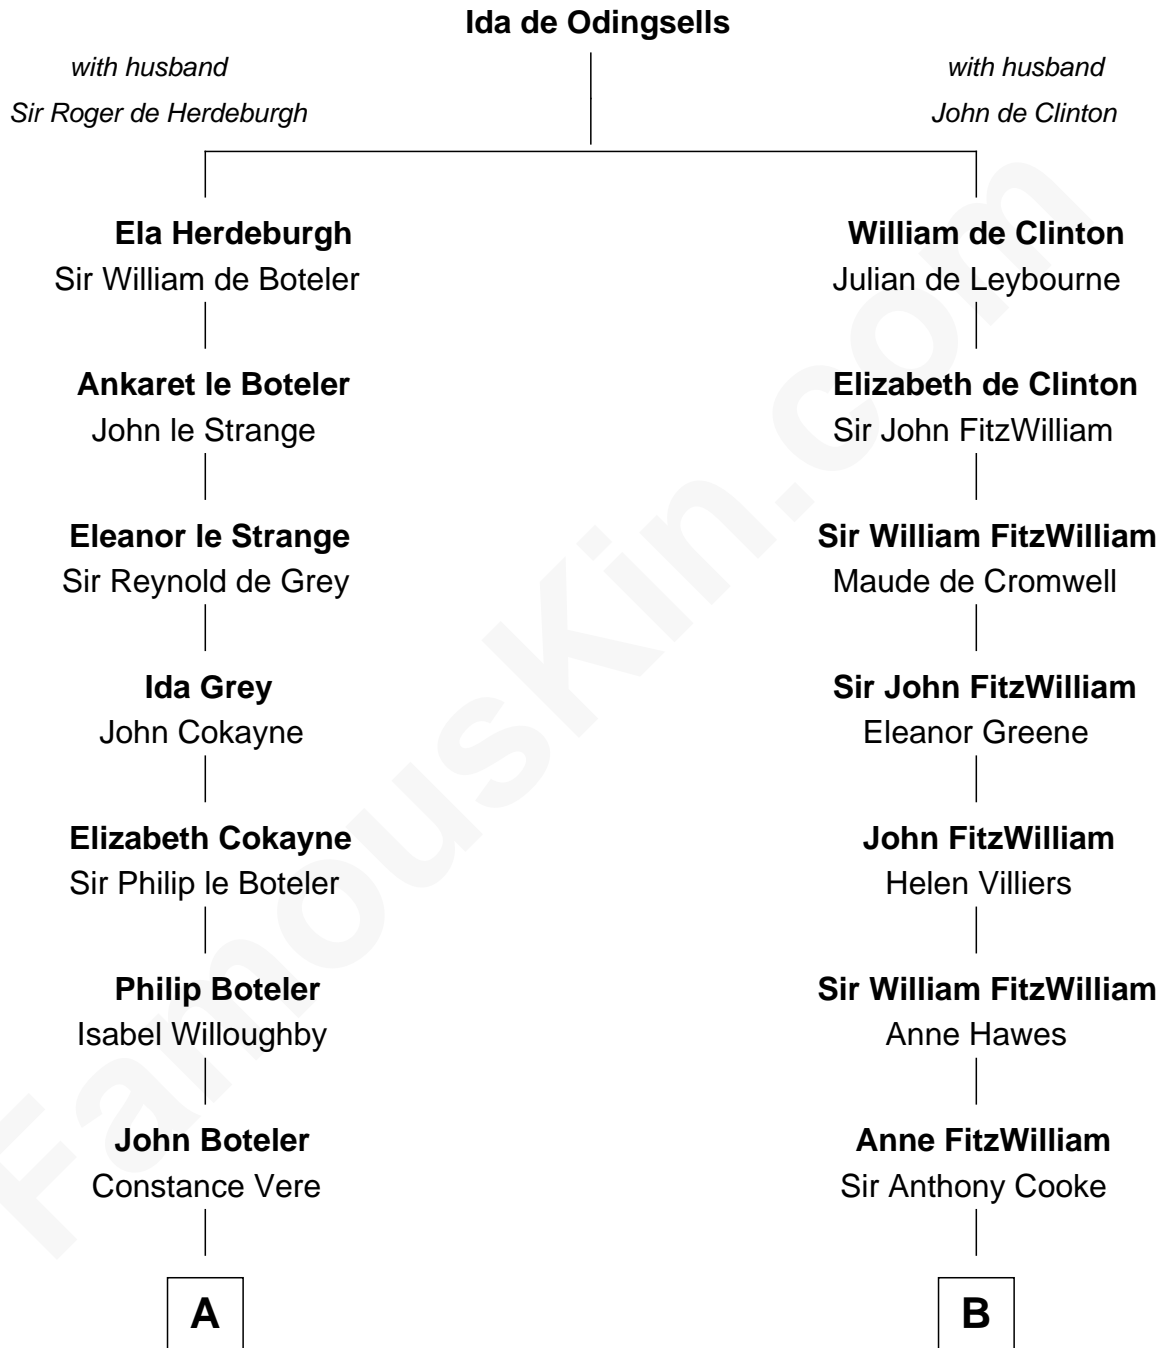 Ida de Odingsells
with husband
Sir Roger de Herdeburgh
with husband
John de Clinton
Ela Herdeburgh
Sir William de Boteler
Ankaret le Boteler
John le Strange
Eleanor le Strange
Sir Reynold de Grey
Ida Grey
John Cokayne
Elizabeth Cokayne
Sir Philip le Boteler
Philip Boteler
Isabel Willoughby
John Boteler
Constance Vere
A
William de Clinton
Julian de Leybourne
Elizabeth de Clinton
Sir John FitzWilliam
Sir William FitzWilliam
Maude de Cromwell
Sir John FitzWilliam
Eleanor Greene
John FitzWilliam
Helen Villiers
Sir William FitzWilliam
Anne Hawes
Anne FitzWilliam
Sir Anthony Cooke
B
FamousKin.com